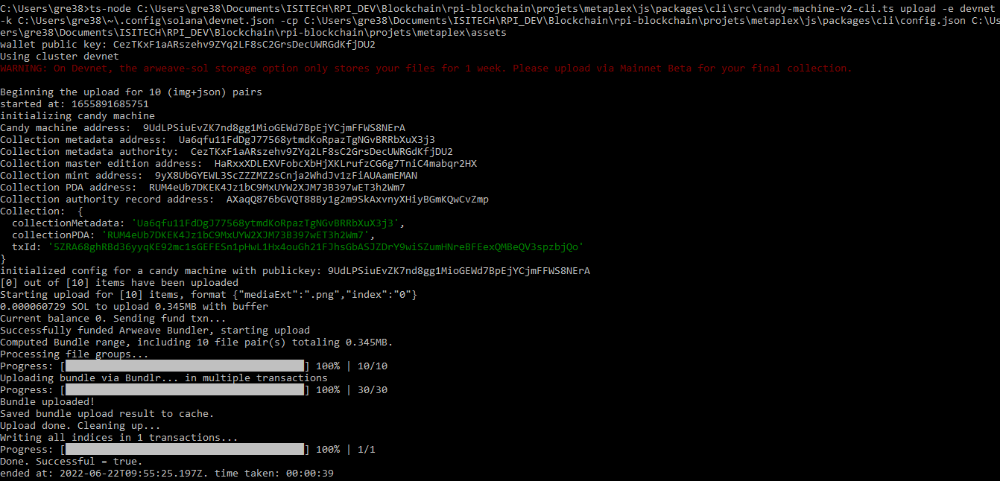 C:\Users\gre38>ts-node C:\Users\gre38\Documents\ISITECH\RPI_DEV\Blockchain\rpi-blockchain\projets\metaplex\js\packages\cli\src\candy-machine-v2-cli.ts upload -e devnet
-k C:\Users\gre38\~\.config\solana\devnet.json -cp C:\Users\gre38\Documents\ISITECH\RPI_DEV\Blockchain\rpi-blockchain\projets\metaplex\js\packages\cli\config.json C:\Us
ers\gre38\Documents\ISITECH\RPI_DEV\Blockchain\rpi-blockchain\projets\metaplex\assets
wallet public key: CezTKxF1aARszehv9ZYq2LF8sC2GrsDecUWRGdKfjDU2
Using cluster devnet
WARNING: On Devnet, the arweave-sol storage option only stores your files for 1 week. Please upload via Mainnet Beta for your final collection.
Beginning the upload for 10 (img+json) pairs
started at: 1655891685751
initializing candy machine
Candy machine address:  9UdLPSiuEvZK7nd8gg1MioGEWd7BpEjYCjmFFWS8NErA
Collection metadata address:  Ua6qfu11FdDgJ77568ytmdKoRpazTgNGvBRRbXuX3j3
Collection metadata authority:  CezTKxF1aARszehv9ZYq2LF8sC2GrsDecUWRGdKfjDU2
Collection master edition address:  HaRxxXDLEXVFobcXbHjXKLrufzCG6g7TniC4mabqr2HX
Collection mint address:  9yX8UbGYEWL3ScZZZMZ2sCnja2WhdJv1zFiAUAamEMAN
Collection PDA address:  RUM4eUb7DKEK4Jz1bC9MxUYW2XJM73B397wET3h2Wm7
Collection authority record address:  AXaqQ876bGVQT88By1g2m9SkAxvnyXHiyBGmKQwCvZmp
Collection:  {
  collectionMetadata: 'Ua6qfu11FdDgJ77568ytmdKoRpazTgNGvBRRbXuX3j3',
  collectionPDA: 'RUM4eUb7DKEK4Jz1bC9MxUYW2XJM73B397wET3h2Wm7',
  txId: '5ZRA68ghRBd36yyqKE92mc1sGEFESn1pHwL1Hx4ouGh21FJhsGbASJZDrY9wiSZumHNreBFEexQMBeQV3spzbjQo'
}
initialized config for a candy machine with publickey: 9UdLPSiuEvZK7nd8gg1MioGEWd7BpEjYCjmFFWS8NErA
[0] out of [10] items have been uploaded
Starting upload for [10] items, format {"mediaExt":".png","index":"0"}
0.000060729 SOL to upload 0.345MB with buffer
Current balance 0. Sending fund txn...
Successfully funded Arweave Bundler, starting upload
Computed Bundle range, including 10 file pair(s) totaling 0.345MB.
Processing file groups...
Progress: [████████████████████████████████████████] 100% | 10/10
Uploading bundle via Bundlr... in multiple transactions
Progress: [████████████████████████████████████████] 100% | 30/30
Bundle uploaded!
Saved bundle upload result to cache.
Upload done. Cleaning up...
Writing all indices in 1 transactions...
Progress: [████████████████████████████████████████] 100% | 1/1
Done. Successful = true.
ended at: 2022-06-22T09:55:25.197Z. time taken: 00:00:39